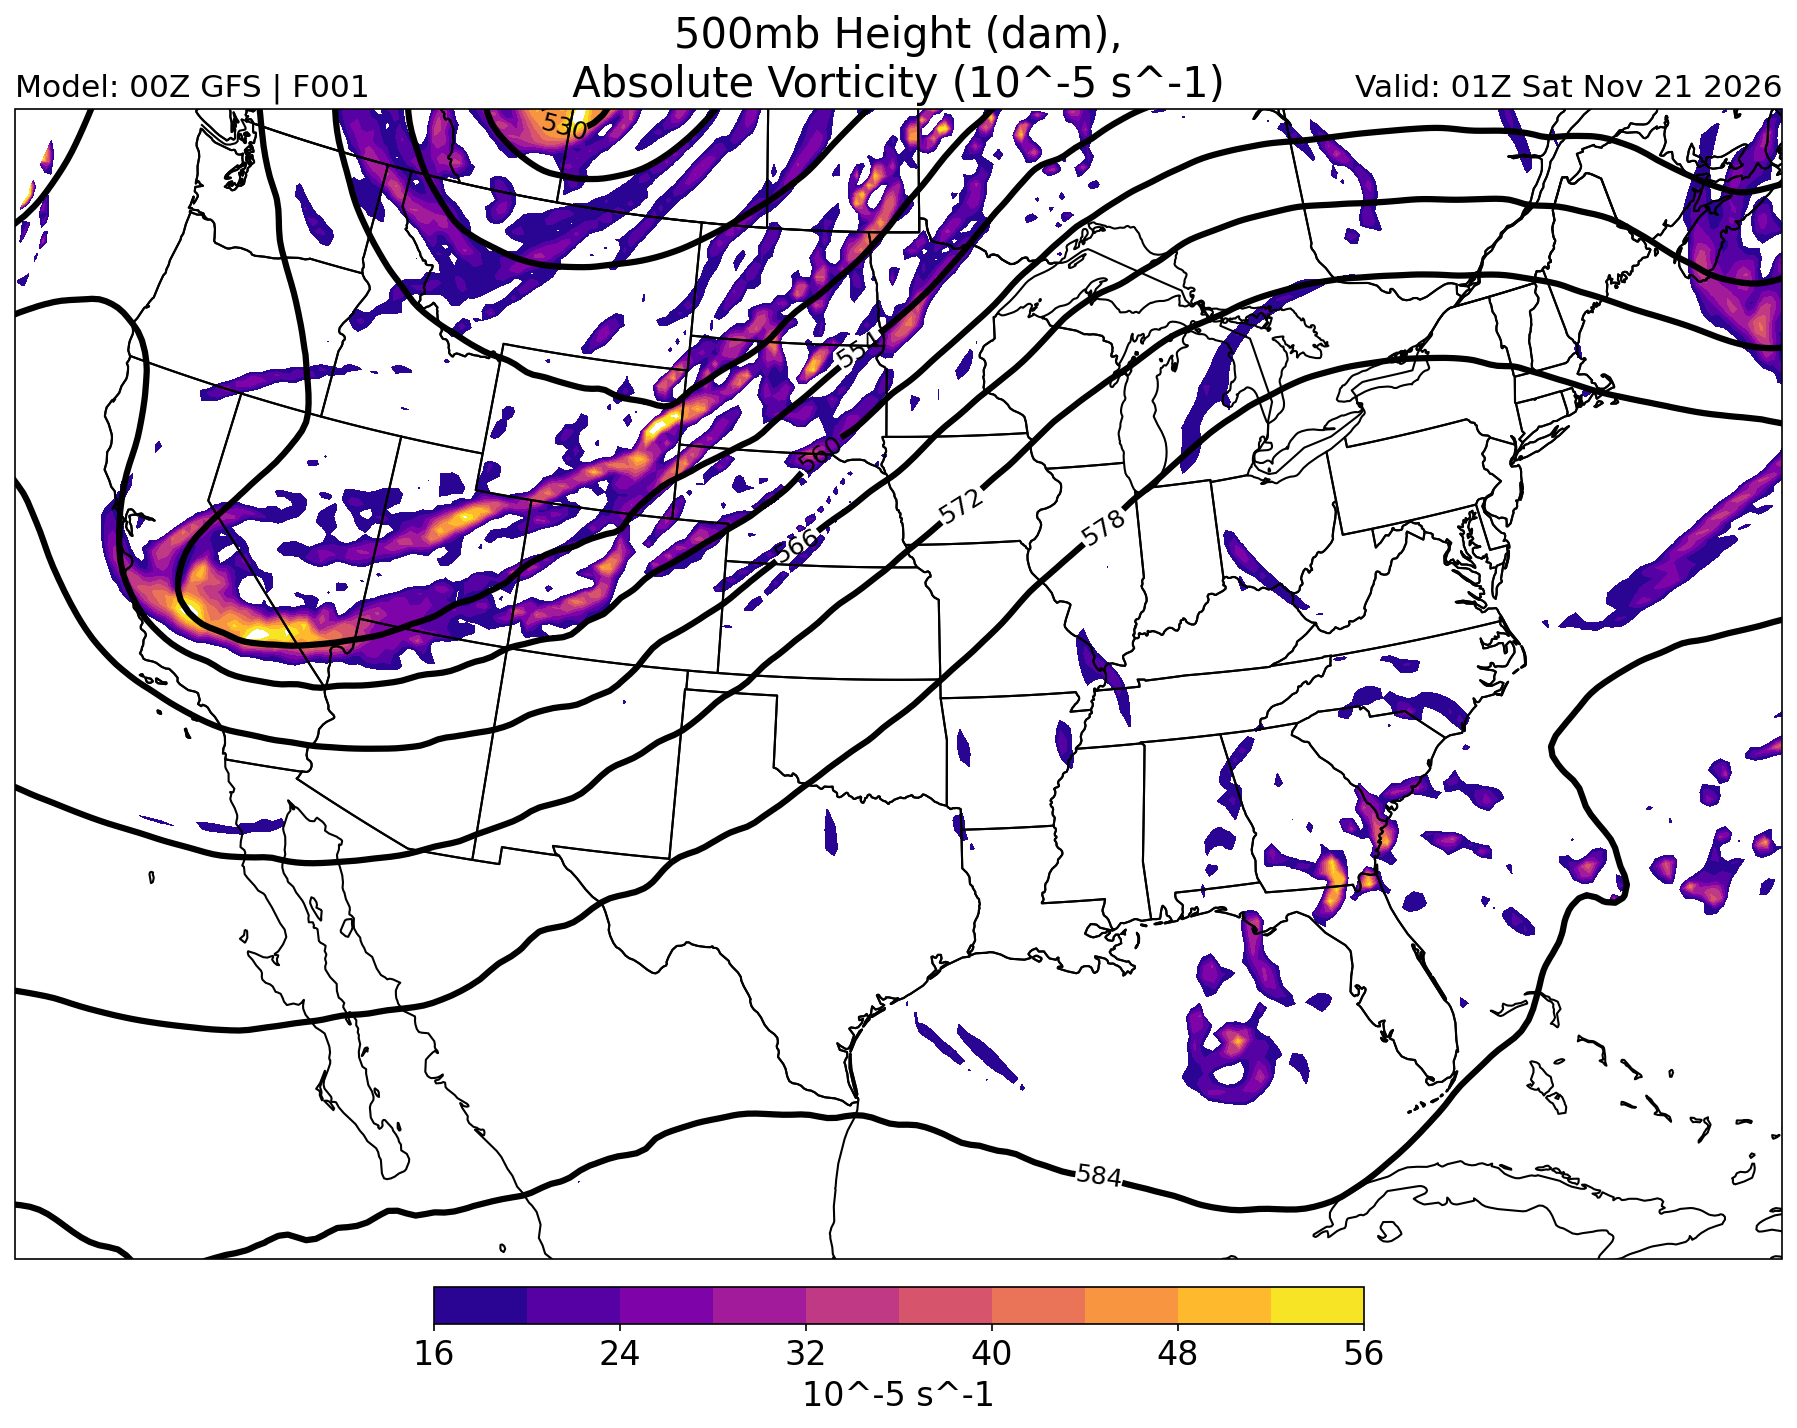 500mb Height (dam),
Absolute Vorticity (10^-5 s^-1)
Model: 00Z GFS | F001
Valid: 01Z Sat Nov 21 2026
530
554
560
566
572
578
584
16 24 32 40 48 56
10^-5 s^-1